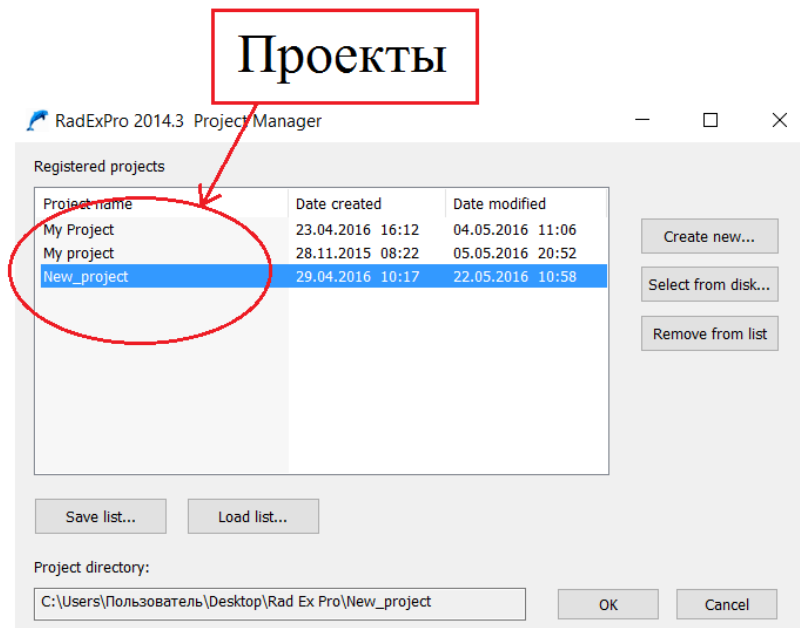 Проекты
RadExPro 2014.3 Project Manager
Registered projects
Project name Date created Date modified
My Project 23.04.2016 16:12 04.05.2016 11:06
My project 28.11.2015 08:22 05.05.2016 20:52
New_project 29.04.2016 10:17 22.05.2016 10:58
Create new...
Select from disk...
Remove from list
Save list... Load list...
Project directory:
C:\Users\Пользователь\Desktop\Rad Ex Pro\New_project
OK Cancel